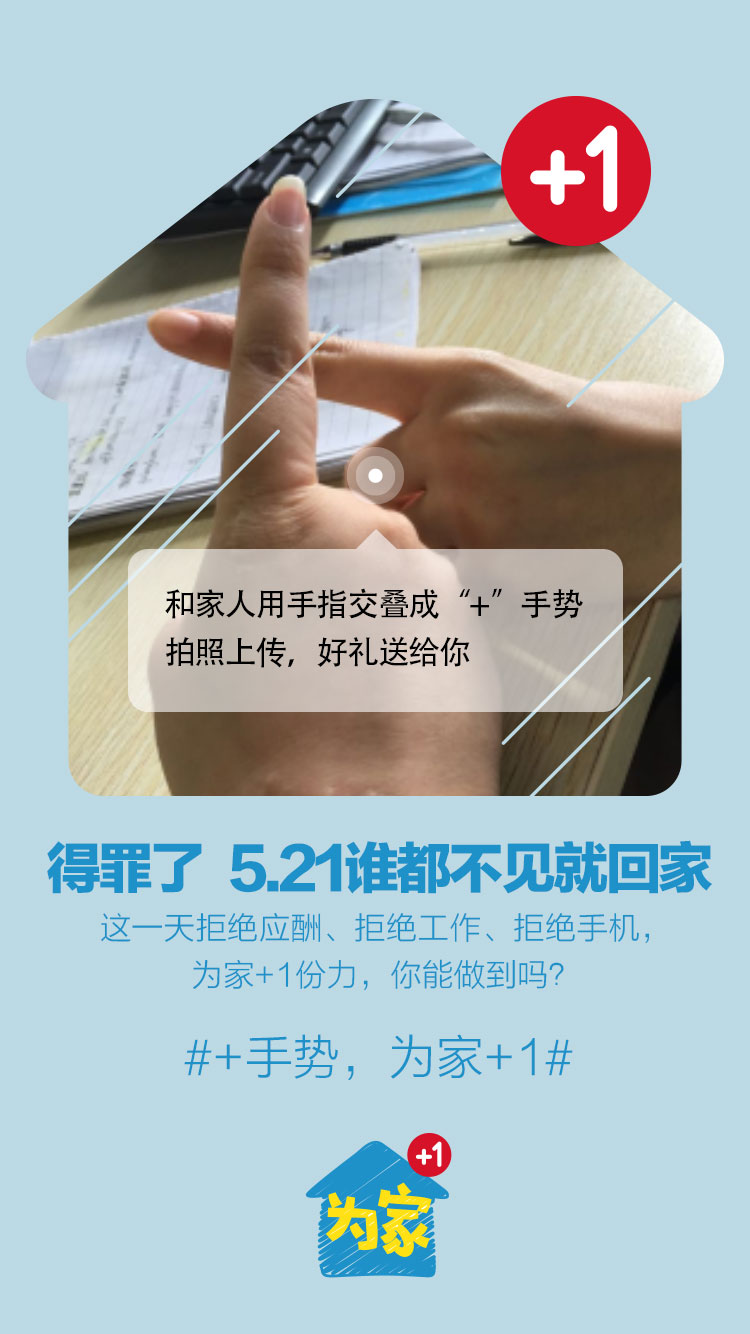 +1
和家人用手指交叠成“+”手势
拍照上传，好礼送给你
得罪了 5.21谁都不见就回家
这一天拒绝应酬、拒绝工作、拒绝手机，
为家+1份力，你能做到吗？
#+手势，为家+1#
+1
为家